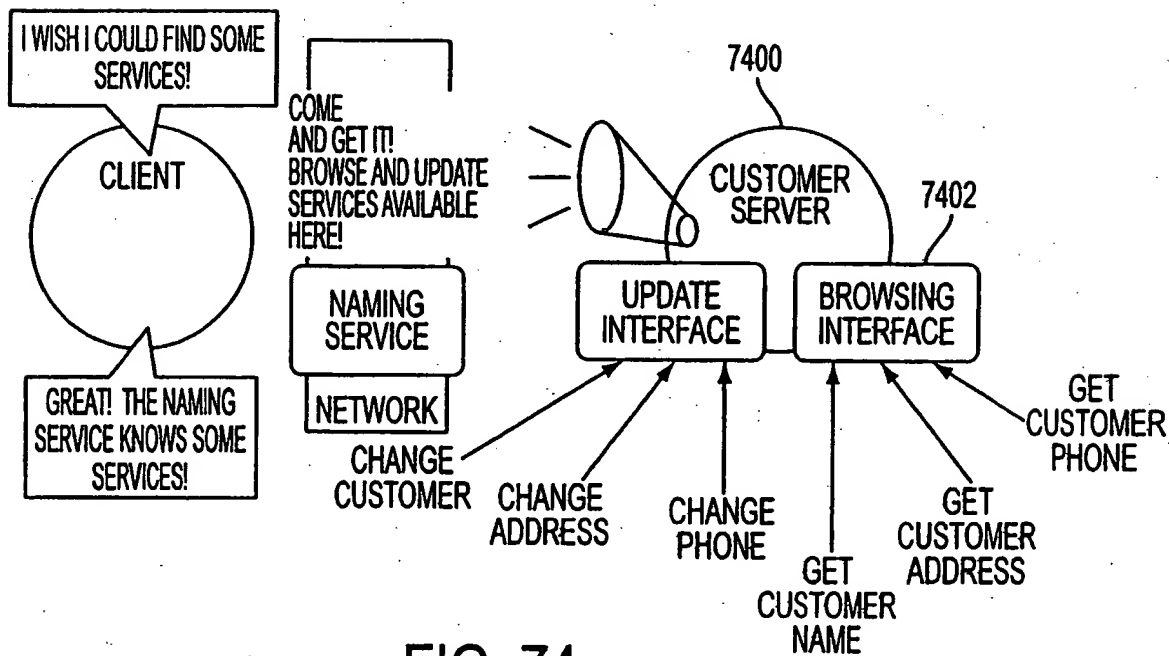 I WISH I COULD FIND SOME
SERVICES!
CLIENT
GREAT! THE NAMING
SERVICE KNOWS SOME
SERVICES!
COME
AND GET IT!
BROWSE AND UPDATE
SERVICES AVAILABLE
HERE!
NAMING
SERVICE
NETWORK
7400
CUSTOMER
SERVER
7402
UPDATE
INTERFACE
BROWSING
INTERFACE
CHANGE
CUSTOMER
CHANGE
ADDRESS
CHANGE
PHONE
GET
CUSTOMER
NAME
GET
CUSTOMER
ADDRESS
GET
CUSTOMER
PHONE
FIG. 74